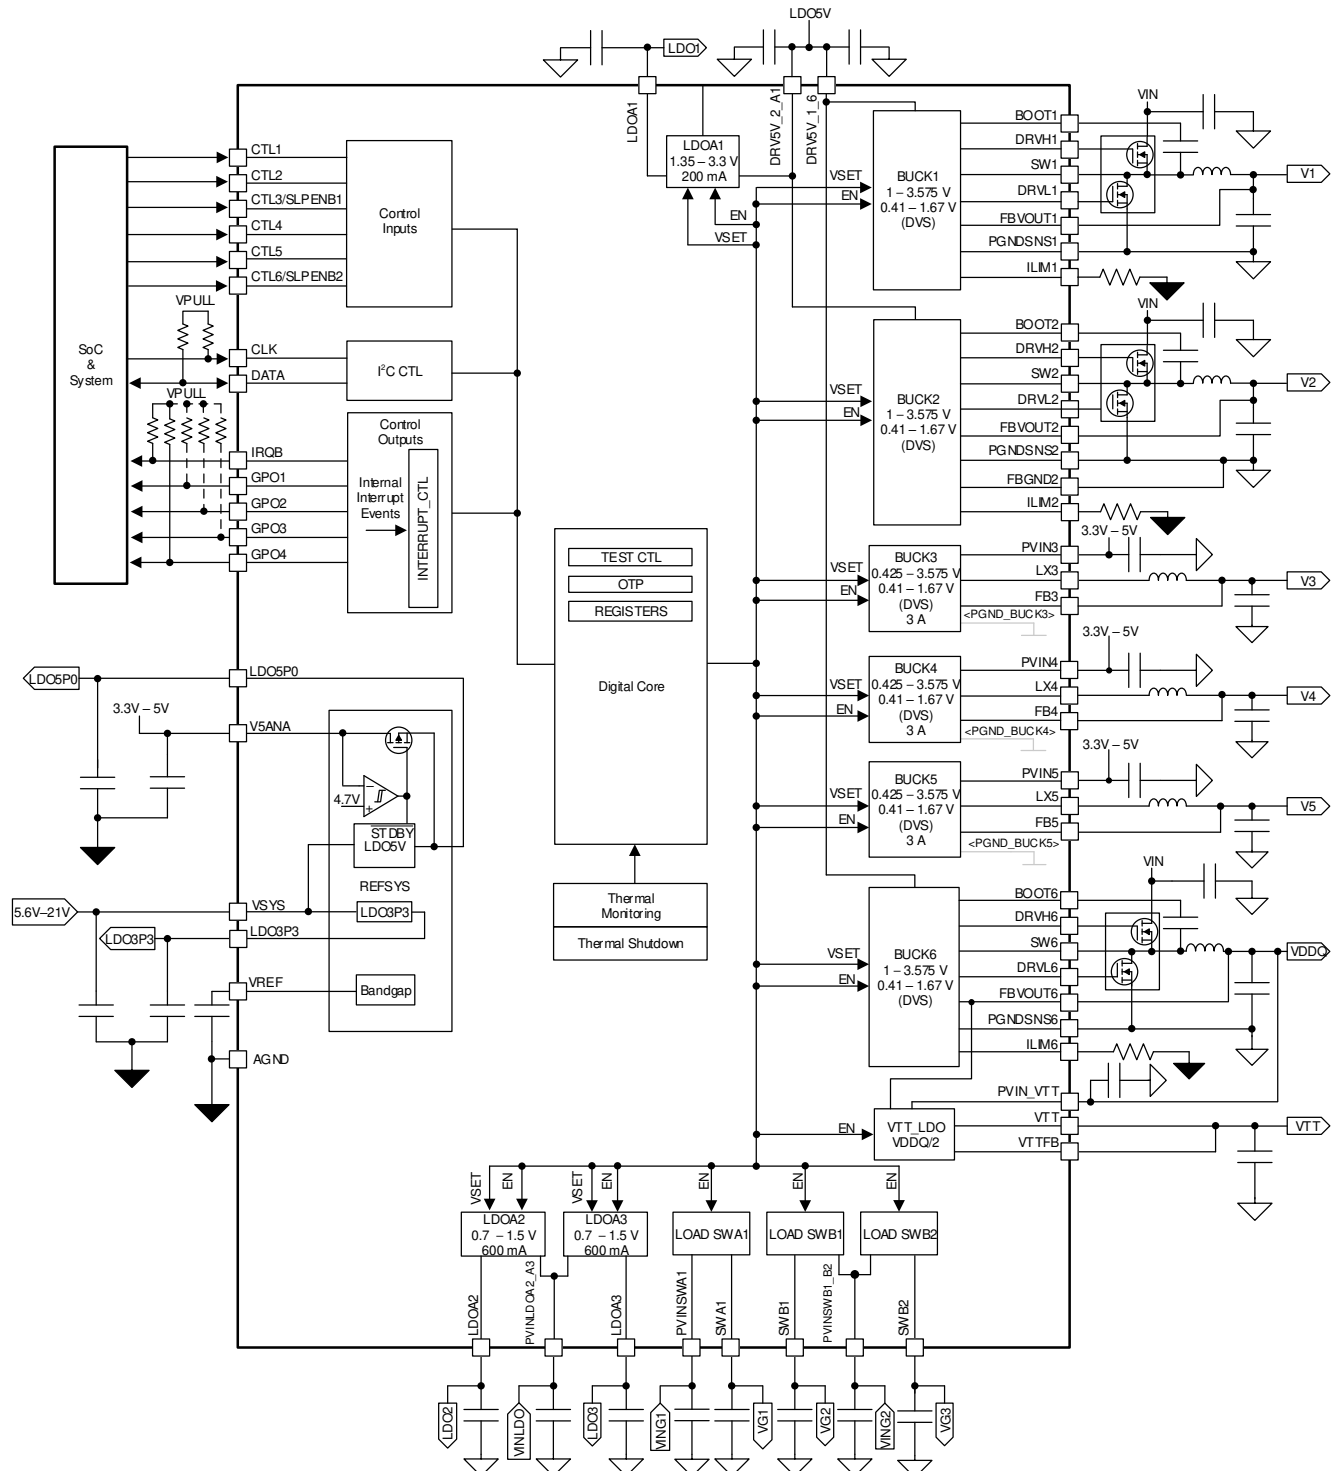 LDO5V
LDO1
LDOA1
DRV5V_2_A1
DRV5V_1_6
LDOA1
1.35 – 3.3 V
200 mA
EN
VSET
SoC
&
System
CTL1
CTL2
CTL3/SLPENB1
CTL4
CTL5
CTL6/SLPENB2
Control
Inputs
VPULL
CLK
DATA
I²C CTL
VPULL
IRQB
GPO1
GPO2
GPO3
GPO4
Control
Outputs
Internal
Interrupt
Events
INTERRUPT_CTL
TEST CTL
OTP
REGISTERS
Digital Core
Thermal
Monitoring
Thermal Shutdown
LDO5P0
LDO5P0
3.3V – 5V
V5ANA
4.7V
–
+
STDBY
LDO5V
REFSYS
5.6V–21V
VSYS
LDO3P3
LDO3P3
LDO3P3
VREF
Bandgap
AGND
VSET
EN
BUCK1
1 – 3.575 V
0.41 – 1.67 V
(DVS)
BOOT1
DRVH1
SW1
DRVL1
FBVOUT1
PGNDSNS1
ILIM1
VIN
V1
VSET
EN
BUCK2
1 – 3.575 V
0.41 – 1.67 V
(DVS)
BOOT2
DRVH2
SW2
DRVL2
FBVOUT2
PGNDSNS2
FBGND2
ILIM2
VIN
V2
VSET
EN
BUCK3
0.425 – 3.575 V
0.41 – 1.67 V
(DVS)
3 A
PVIN3
LX3
FB3
<PGND_BUCK3>
3.3V – 5V
V3
VSET
EN
BUCK4
0.425 – 3.575 V
0.41 – 1.67 V
(DVS)
3 A
PVIN4
LX4
FB4
<PGND_BUCK4>
3.3V – 5V
V4
VSET
EN
BUCK5
0.425 – 3.575 V
0.41 – 1.67 V
(DVS)
3 A
PVIN5
LX5
FB5
<PGND_BUCK5>
3.3V – 5V
V5
VSET
EN
BUCK6
1 – 3.575 V
0.41 – 1.67 V
(DVS)
BOOT6
DRVH6
SW6
DRVL6
FBVOUT6
PGNDSNS6
ILIM6
VIN
VDDQ
PVIN_VTT
EN
VTT_LDO
VDDQ/2
VTT
VTTFB
VTT
VSET
EN
VSET
EN
EN
EN
EN
LDOA2
0.7 – 1.5 V
600 mA
LDOA3
0.7 – 1.5 V
600 mA
LOAD SWA1
LOAD SWB1
LOAD SWB2
LDOA2
PVINLDOA2_A3
LDOA3
PVINSWA1
SWA1
SWB1
PVINSWB1_B2
SWB2
LDO2
VINLDO
LDO3
VING1
VG1
VG2
VING2
VG3